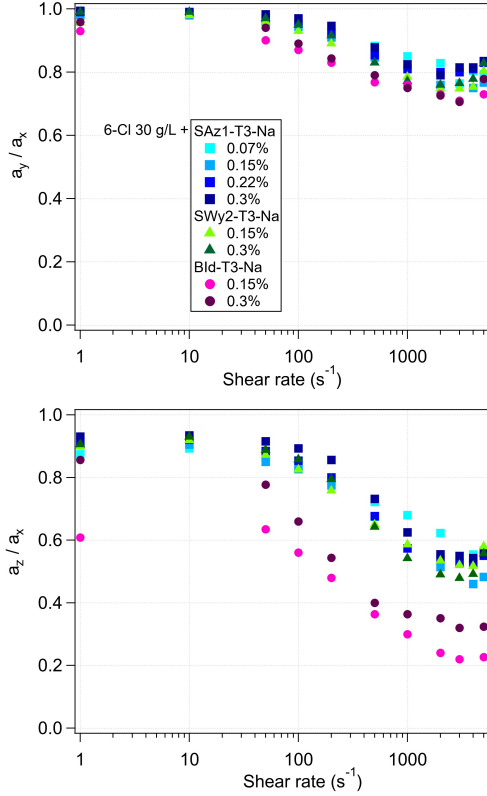 1.0
0.8
0.6
0.4
0.2
0.0
a_y / a_x
6-Cl 30 g/L +
SAz1-T3-Na
0.07%
0.15%
0.22%
0.3%
SWy2-T3-Na
0.15%
0.3%
BId-T3-Na
0.15%
0.3%
1 10 100 1000
Shear rate (s⁻¹)
1.0
0.8
0.6
0.4
0.2
0.0
a_z / a_x
1 10 100 1000
Shear rate (s⁻¹)